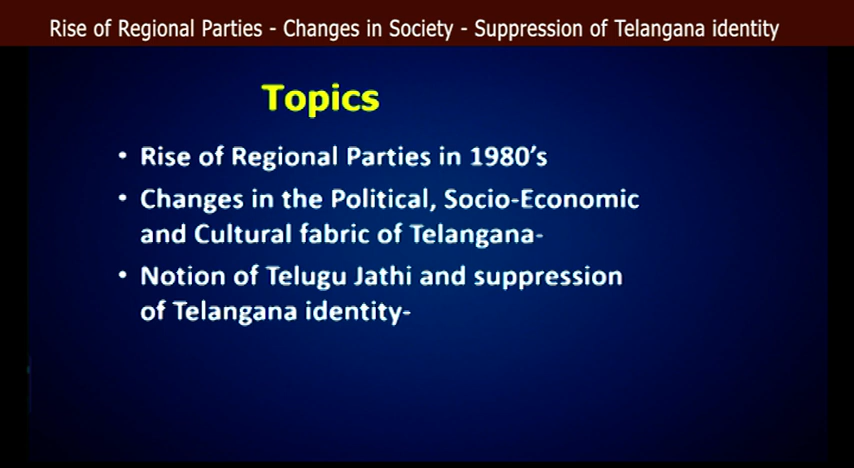 Rise of Regional Parties - Changes in Society - Suppression of Telangana identity
Topics
• Rise of Regional Parties in 1980's
• Changes in the Political, Socio-Economic
and Cultural fabric of Telangana-
• Notion of Telugu Jathi and suppression
of Telangana identity-